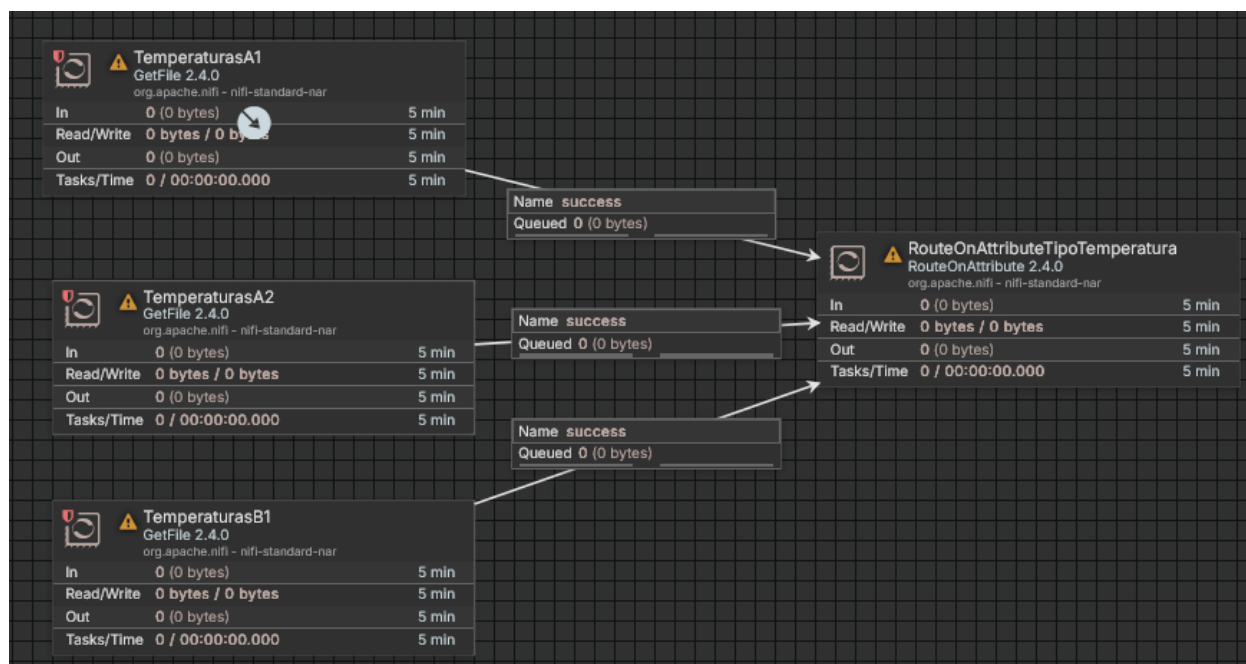 TemperaturasA1
GetFile 2.4.0
org.apache.nifi - nifi-standard-nar
In 0 (0 bytes) 5 min
Read/Write 0 bytes / 0 bytes 5 min
Out 0 (0 bytes) 5 min
Tasks/Time 0 / 00:00:00.000 5 min
Name success
Queued 0 (0 bytes)
RouteOnAttributeTipoTemperatura
RouteOnAttribute 2.4.0
org.apache.nifi - nifi-standard-nar
In 0 (0 bytes) 5 min
Read/Write 0 bytes / 0 bytes 5 min
Out 0 (0 bytes) 5 min
Tasks/Time 0 / 00:00:00.000 5 min
TemperaturasA2
GetFile 2.4.0
org.apache.nifi - nifi-standard-nar
In 0 (0 bytes) 5 min
Read/Write 0 bytes / 0 bytes 5 min
Out 0 (0 bytes) 5 min
Tasks/Time 0 / 00:00:00.000 5 min
Name success
Queued 0 (0 bytes)
Name success
Queued 0 (0 bytes)
TemperaturasB1
GetFile 2.4.0
org.apache.nifi - nifi-standard-nar
In 0 (0 bytes) 5 min
Read/Write 0 bytes / 0 bytes 5 min
Out 0 (0 bytes) 5 min
Tasks/Time 0 / 00:00:00.000 5 min